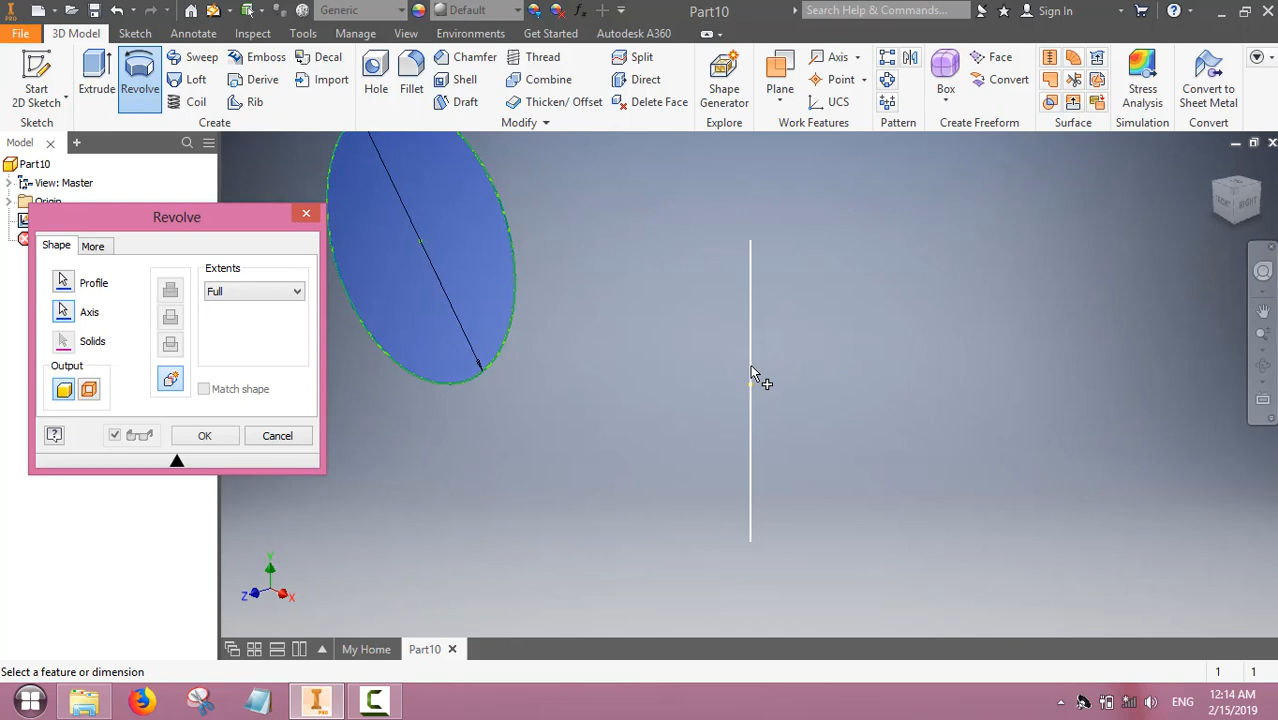 PRO
Generic
Default
Part10
Search Help & Commands...
Sign In
File
3D Model
Sketch
Annotate
Inspect
Tools
Manage
View
Environments
Get Started
Autodesk A360
Start
2D Sketch
Extrude
Revolve
Sweep
Emboss
Decal
Loft
Derive
Import
Coil
Rib
Hole
Fillet
Chamfer
Thread
Split
Shell
Combine
Direct
Draft
Thicken/ Offset
Delete Face
Shape
Generator
Plane
Axis
Point
UCS
Box
Face
Convert
Stress
Analysis
Convert to
Sheet Metal
Sketch
Create
Modify
Explore
Work Features
Pattern
Create Freeform
Surface
Simulation
Convert
Model
Part10
View: Master
Origin
Revolve
Shape
More
Profile
Axis
Solids
Output
Extents
Full
Match shape
OK
Cancel
FRONT
RIGHT
Y
Z
X
My Home
Part10
Select a feature or dimension
1
1
ENG
12:14 AM
2/15/2019